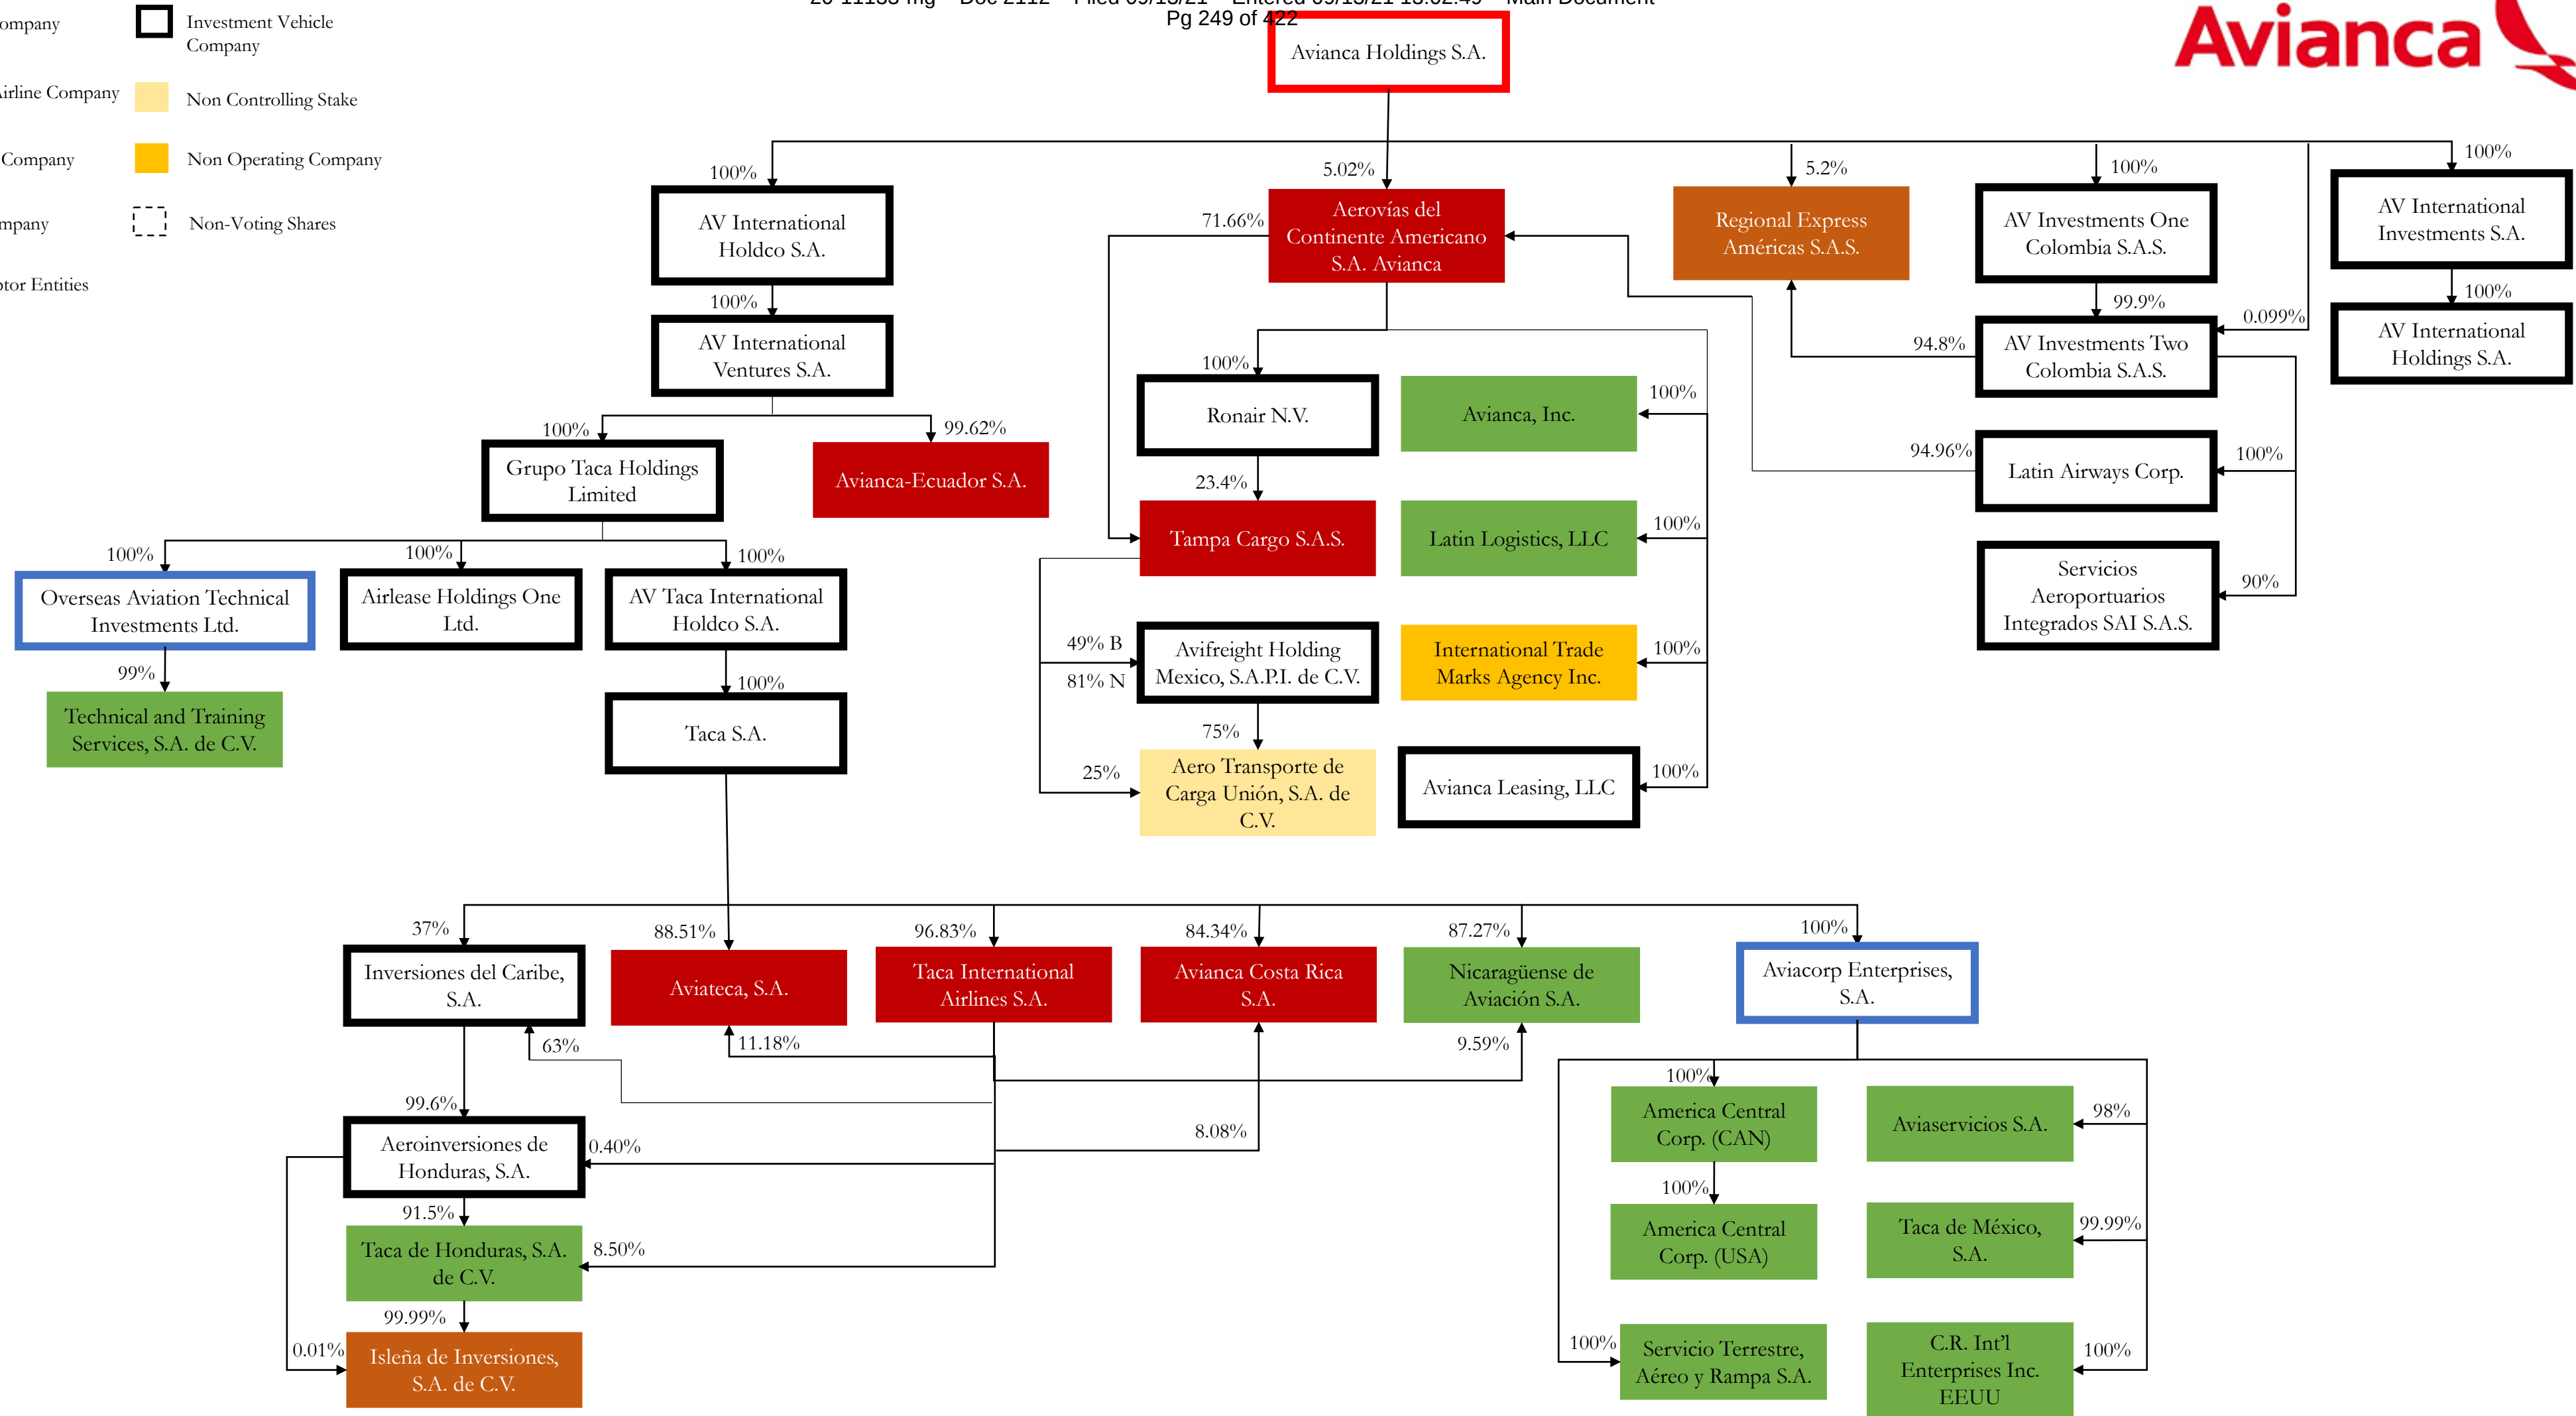 Pg 249 of 422
Avianca
ompany
Investment Vehicle
Company
Airline Company
Non Controlling Stake
Company
Non Operating Company
mpany
Non-Voting Shares
otor Entities
Avianca Holdings S.A.
100%
5.02%
5.2%
100%
100%
AV International
Holdco S.A.
71.66%
Aerovías del
Continente Americano
S.A. Avianca
Regional Express
Américas S.A.S.
AV Investments One
Colombia S.A.S.
AV International
Investments S.A.
100%
99.9%
0.099%
100%
AV International
Ventures S.A.
94.8%
AV Investments Two
Colombia S.A.S.
AV International
Holdings S.A.
100%
Ronair N.V.
Avianca, Inc.
100%
100%
99.62%
Grupo Taca Holdings
Limited
Avianca-Ecuador S.A.
94.96%
Latin Airways Corp.
100%
23.4%
Tampa Cargo S.A.S.
Latin Logistics, LLC
100%
Servicios
Aeroportuarios
Integrados SAI S.A.S.
90%
100%
100%
100%
Overseas Aviation Technical
Investments Ltd.
Airlease Holdings One
Ltd.
AV Taca International
Holdco S.A.
49% B
81% N
Avifreight Holding
Mexico, S.A.P.I. de C.V.
International Trade
Marks Agency Inc.
100%
99%
100%
Technical and Training
Services, S.A. de C.V.
Taca S.A.
75%
25%
Aero Transporte de
Carga Unión, S.A. de
C.V.
Avianca Leasing, LLC
100%
37%
88.51%
96.83%
84.34%
87.27%
100%
Inversiones del Caribe,
S.A.
Aviateca, S.A.
Taca International
Airlines S.A.
Avianca Costa Rica
S.A.
Nicaragüense de
Aviación S.A.
Aviacorp Enterprises,
S.A.
63%
11.18%
9.59%
99.6%
100%
America Central
Corp. (CAN)
Aviaservicios S.A.
98%
Aeroinversiones de
Honduras, S.A.
0.40%
8.08%
91.5%
100%
Taca de Honduras, S.A.
de C.V.
8.50%
America Central
Corp. (USA)
Taca de México,
S.A.
99.99%
99.99%
0.01%
Isleña de Inversiones,
S.A. de C.V.
100%
Servicio Terrestre,
Aéreo y Rampa S.A.
C.R. Int'l
Enterprises Inc.
EEUU
100%